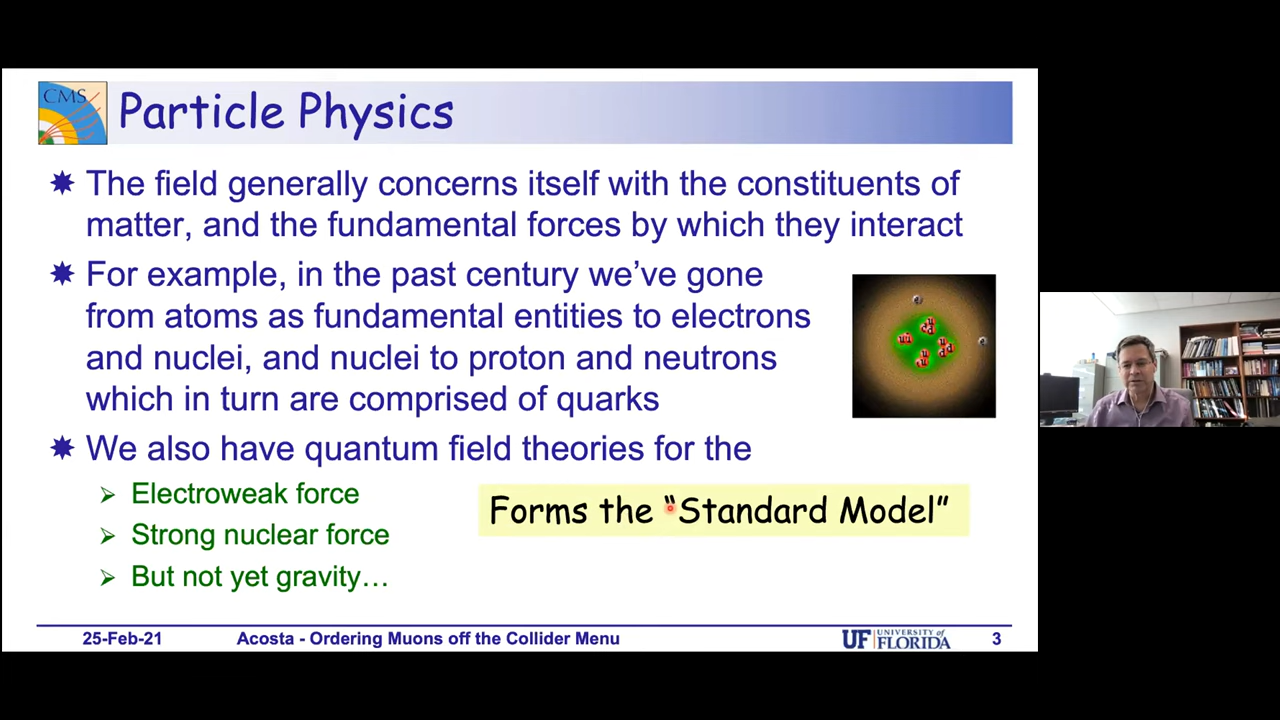 CMS
Particle Physics
The field generally concerns itself with the constituents of
matter, and the fundamental forces by which they interact
For example, in the past century we've gone
from atoms as fundamental entities to electrons
and nuclei, and nuclei to proton and neutrons
which in turn are comprised of quarks
We also have quantum field theories for the
Electroweak force
Strong nuclear force
But not yet gravity…
Forms the "Standard Model"
25-Feb-21
Acosta - Ordering Muons off the Collider Menu
UF UNIVERSITY of
FLORIDA
3